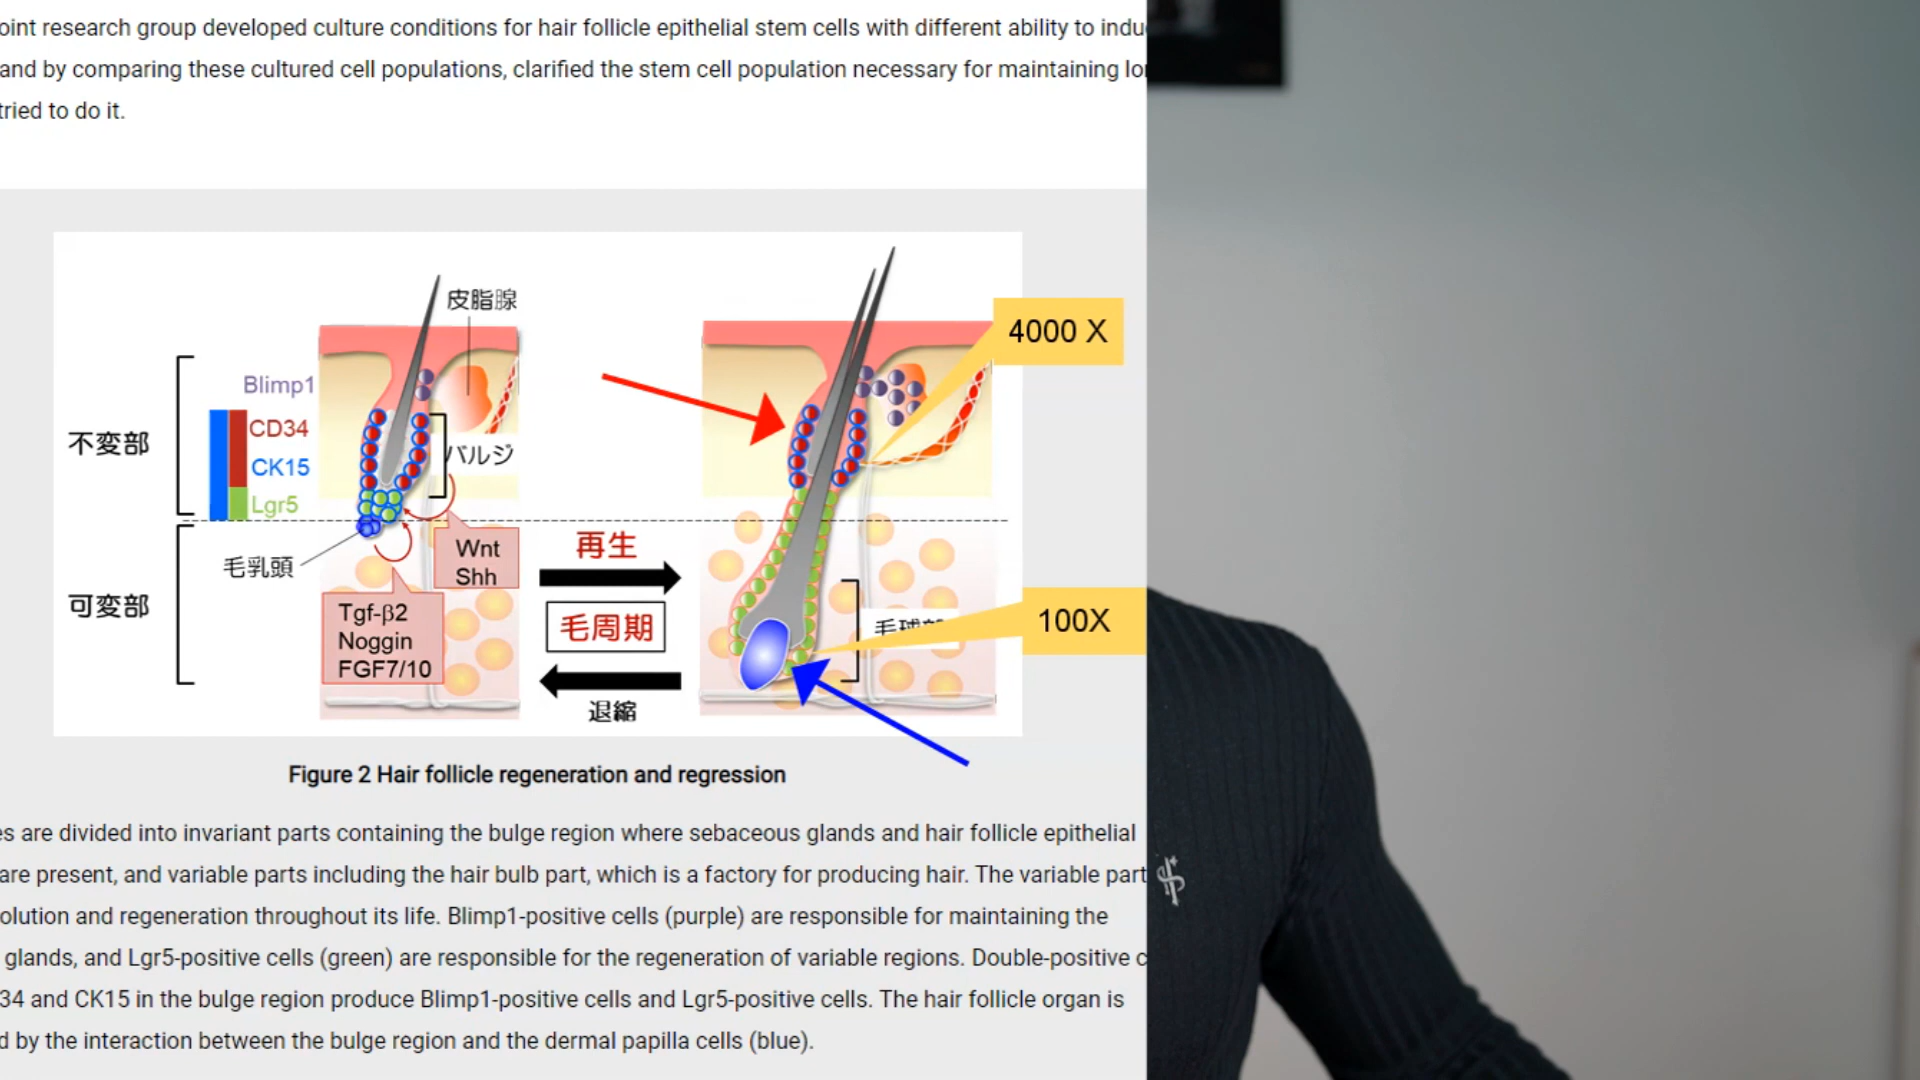 oint research group developed culture conditions for hair follicle epithelial stem cells with different ability to indu
and by comparing these cultured cell populations, clarified the stem cell population necessary for maintaining lo
tried to do it.
皮脂腺
4000 X
Blimp1
CD34
不変部
CK15
バルジ
Lgr5
毛乳頭
Wnt
Shh
再生
可変部
Tgf-β2
Noggin
FGF7/10
毛周期
毛球部
100X
退縮
Figure 2 Hair follicle regeneration and regression
es are divided into invariant parts containing the bulge region where sebaceous glands and hair follicle epithelial
are present, and variable parts including the hair bulb part, which is a factory for producing hair. The variable part
olution and regeneration throughout its life. Blimp1-positive cells (purple) are responsible for maintaining the
glands, and Lgr5-positive cells (green) are responsible for the regeneration of variable regions. Double-positive c
34 and CK15 in the bulge region produce Blimp1-positive cells and Lgr5-positive cells. The hair follicle organ is
d by the interaction between the bulge region and the dermal papilla cells (blue).